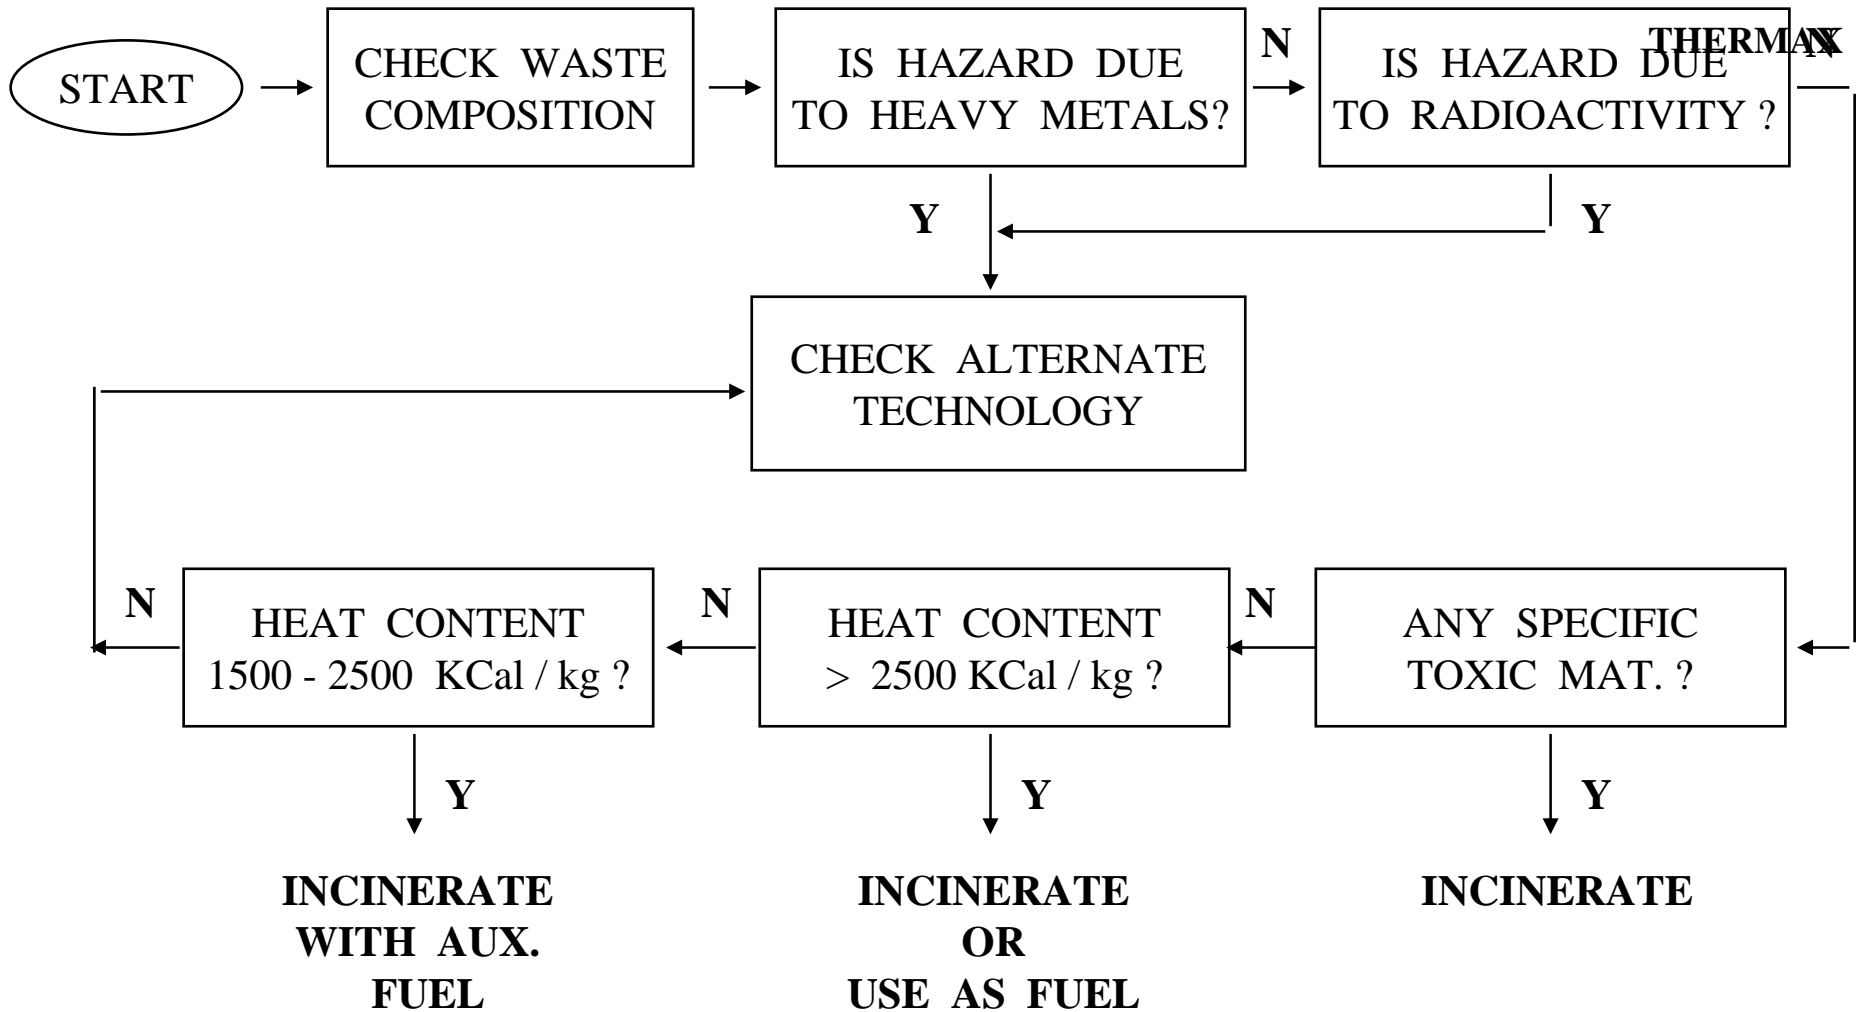 THERMAX
START
CHECK WASTE
COMPOSITION
IS HAZARD DUE
TO HEAVY METALS?
N
IS HAZARD DUE
TO RADIOACTIVITY ?
N
Y
Y
CHECK ALTERNATE
TECHNOLOGY
N
HEAT CONTENT
1500 - 2500 KCal / kg ?
N
HEAT CONTENT
> 2500 KCal / kg ?
N
ANY SPECIFIC
TOXIC MAT. ?
Y
Y
Y
INCINERATE
WITH AUX.
FUEL
INCINERATE
OR
USE AS FUEL
INCINERATE